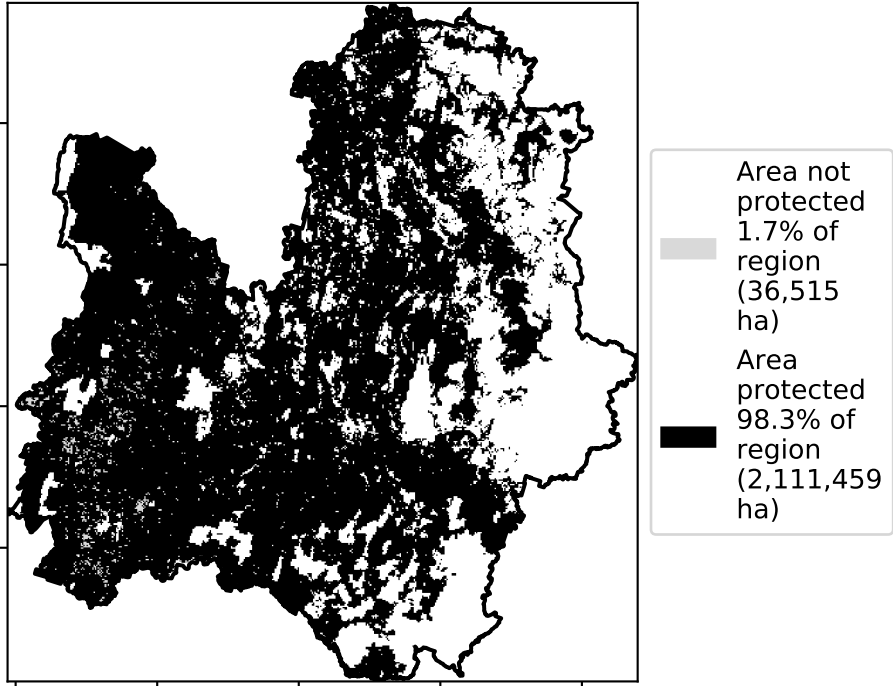 Area not
protected
1.7% of
region
(36,515
ha)
Area
protected
98.3% of
region
(2,111,459
ha)